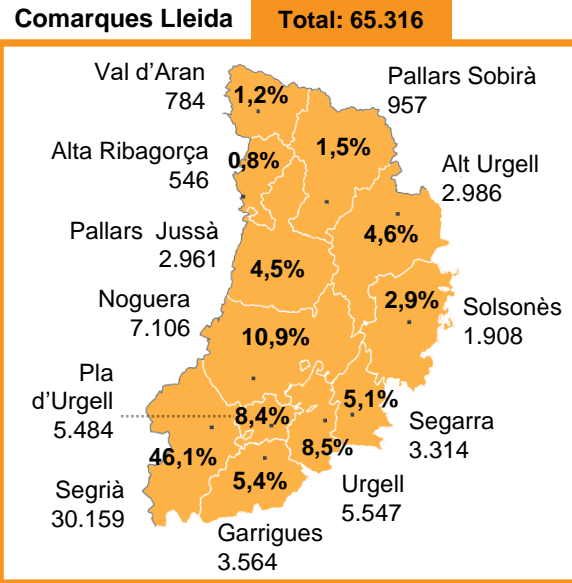 Comarques Lleida
Total: 65.316
Val d’Aran
784
1,2%
Pallars Sobirà
957
1,5%
Alta Ribagorça
546
0,8%
Alt Urgell
2.986
4,6%
Pallars Jussà
2.961
4,5%
Noguera
7.106
10,9%
2,9%
Solsonès
1.908
Pla
d’Urgell
5.484
8,4%
5,1%
Segarra
3.314
46,1%
Segrià
30.159
8,5%
Urgell
5.547
5,4%
Garrigues
3.564